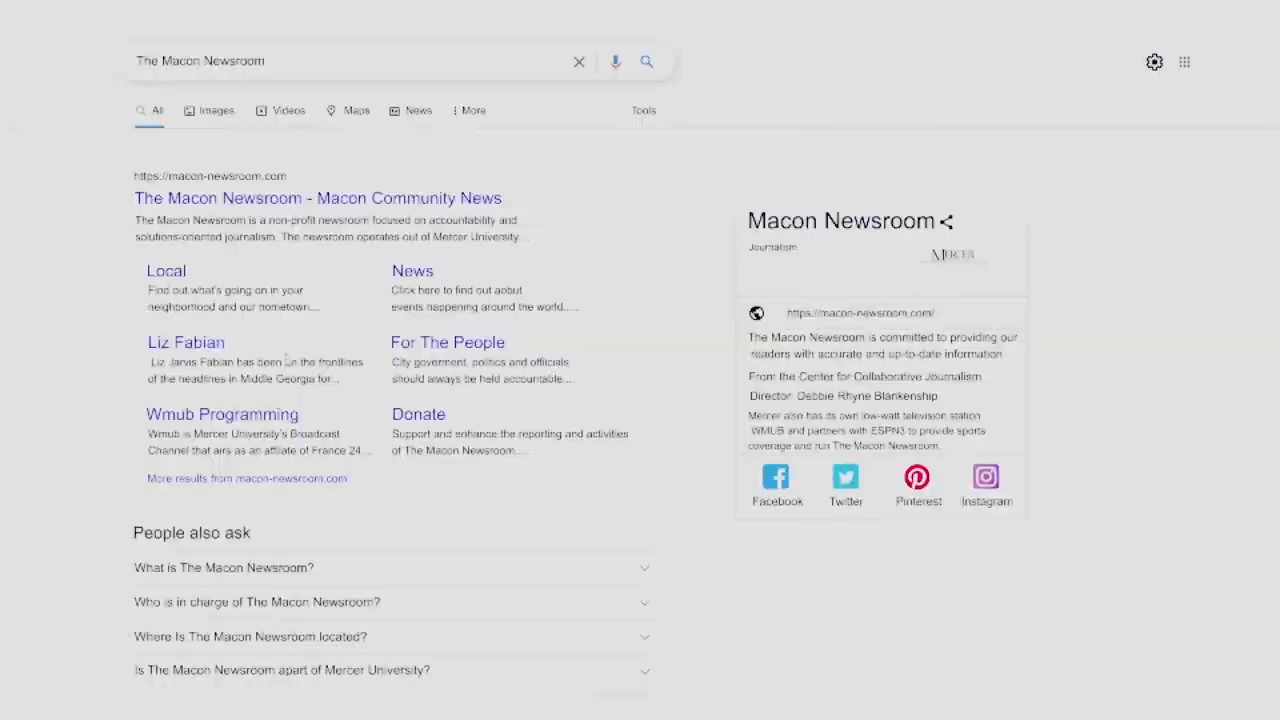 The Macon Newsroom
All Images Videos Maps News More Tools
https://macon-newsroom.com
The Macon Newsroom - Macon Community News
The Macon Newsroom is a non-profit newsroom focused on accountability and
solutions-oriented journalism. The newsroom operates out of Mercer University...
Local
Find out what's going on in your
neighborhood and our hometown....
News
Click here to find out aobut
events happening around the world.....
Liz Fabian
Liz Jarvis Fabian has been on the frontlines
of the headlines in Middle Georgia for...
For The People
City goverment, politics and officials
should always be held accountable....
Wmub Programming
Wmub is Mercer University's Broadcast
Channel that airs as an affilate of France 24....
Donate
Support and enhance the reporting and activities
of The Macon Newsroom.....
More results from macon-newsroom.com
People also ask
What is The Macon Newsroom?
Who is in charge of The Macon Newsroom?
Where Is The Macon Newsroom located?
Is The Macon Newsroom apart of Mercer University?
Macon Newsroom
Journalism
MERCER
https://macon-newsroom.com/
The Macon Newsroom is committed to providing our
readers with accurate and up-to-date information
From the Center for Collaborative Journalism
Director: Debbie Rhyne Blankenship
Mercer also has its own low-watt television station
WMUB and partners with ESPN3 to provide sports
coverage and run The Macon Newsroom.
Facebook Twitter Pinterest Instagram